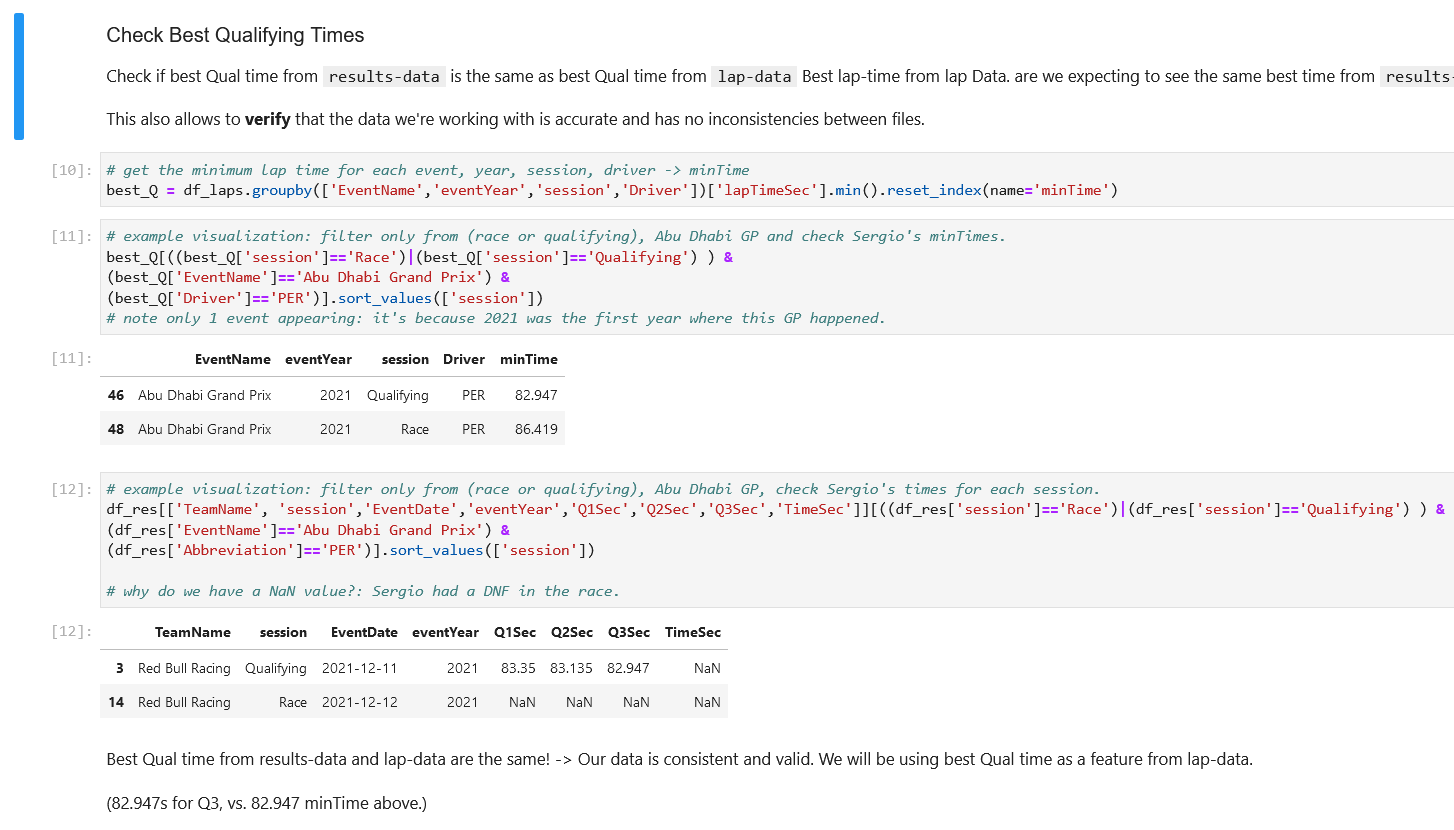 Check Best Qualifying Times
Check if best Qual time from results-data is the same as best Qual time from lap-data Best lap-time from lap Data. are we expecting to see the same best time from results-
This also allows to verify that the data we're working with is accurate and has no inconsistencies between files.
[10]: # get the minimum lap time for each event, year, session, driver -> minTime
best_Q = df_laps.groupby(['EventName','eventYear','session','Driver'])['lapTimeSec'].min().reset_index(name='minTime')
[11]: # example visualization: filter only from (race or qualifying), Abu Dhabi GP and check Sergio's minTimes.
best_Q[((best_Q['session']=='Race')|(best_Q['session']=='Qualifying') ) &
(best_Q['EventName']=='Abu Dhabi Grand Prix') &
(best_Q['Driver']=='PER')].sort_values(['session'])
# note only 1 event appearing: it's because 2021 was the first year where this GP happened.
[11]: EventName eventYear session Driver minTime
46 Abu Dhabi Grand Prix 2021 Qualifying PER 82.947
48 Abu Dhabi Grand Prix 2021 Race PER 86.419
[12]: # example visualization: filter only from (race or qualifying), Abu Dhabi GP, check Sergio's times for each session.
df_res[['TeamName', 'session','EventDate','eventYear','Q1Sec','Q2Sec','Q3Sec','TimeSec']][((df_res['session']=='Race')|(df_res['session']=='Qualifying') ) &
(df_res['EventName']=='Abu Dhabi Grand Prix') &
(df_res['Abbreviation']=='PER')].sort_values(['session'])
# why do we have a NaN value?: Sergio had a DNF in the race.
[12]: TeamName session EventDate eventYear Q1Sec Q2Sec Q3Sec TimeSec
3 Red Bull Racing Qualifying 2021-12-11 2021 83.35 83.135 82.947 NaN
14 Red Bull Racing Race 2021-12-12 2021 NaN NaN NaN NaN
Best Qual time from results-data and lap-data are the same! -> Our data is consistent and valid. We will be using best Qual time as a feature from lap-data.
(82.947s for Q3, vs. 82.947 minTime above.)